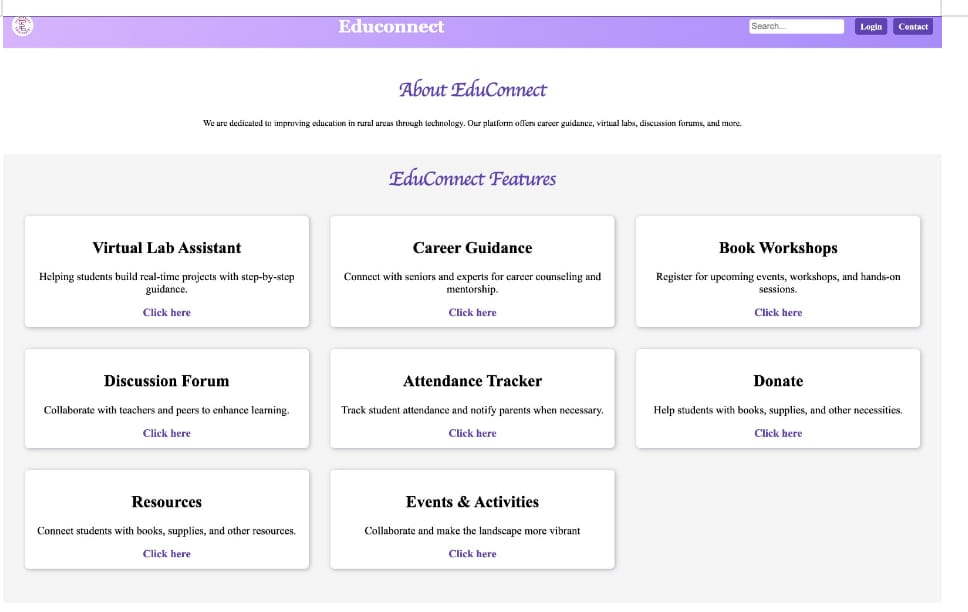 Educonnect
Search...
Login
Contact
About EduConnect
We are dedicated to improving education in rural areas through technology. Our platform offers career guidance, virtual labs, discussion forums, and more.
EduConnect Features
Virtual Lab Assistant
Helping students build real-time projects with step-by-step
guidance.
Click here
Career Guidance
Connect with seniors and experts for career counseling and
mentorship.
Click here
Book Workshops
Register for upcoming events, workshops, and hands-on
sessions.
Click here
Discussion Forum
Collaborate with teachers and peers to enhance learning.
Click here
Attendance Tracker
Track student attendance and notify parents when necessary.
Click here
Donate
Help students with books, supplies, and other necessities.
Click here
Resources
Connect students with books, supplies, and other resources.
Click here
Events & Activities
Collaborate and make the landscape more vibrant
Click here